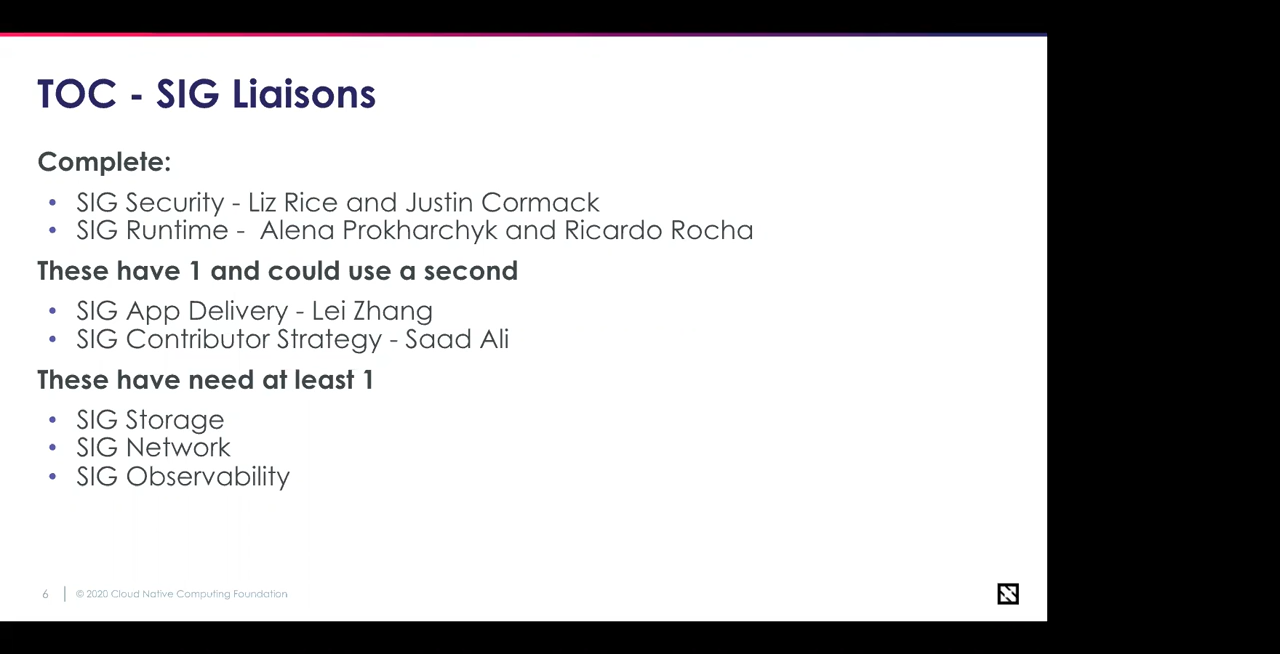 TOC - SIG Liaisons
Complete:
• SIG Security - Liz Rice and Justin Cormack
• SIG Runtime -  Alena Prokharchyk and Ricardo Rocha
These have 1 and could use a second
• SIG App Delivery - Lei Zhang
• SIG Contributor Strategy - Saad Ali
These have need at least 1
• SIG Storage
• SIG Network
• SIG Observability
6 | © 2020 Cloud Native Computing Foundation